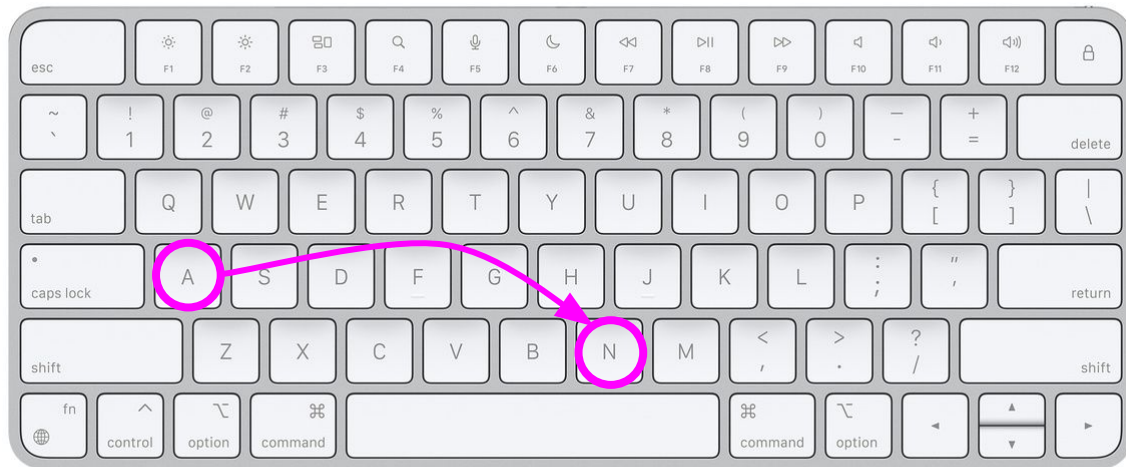 esc F1 F2 F3 F4 F5 F6 F7 F8 F9 F10 F11 F12
~ ! @ # $ % ^ & * ( ) — +
` 1 2 3 4 5 6 7 8 9 0 - = delete
tab Q W E R T Y U I O P { [ } ] | \
caps lock A S D F G H J K L : ; " ' return
shift Z X C V B N M < , > . ? / shift
fn control ^ option ⌥ command ⌘ ⌘ command ⌥ option ◀ ▲ ▼ ▶